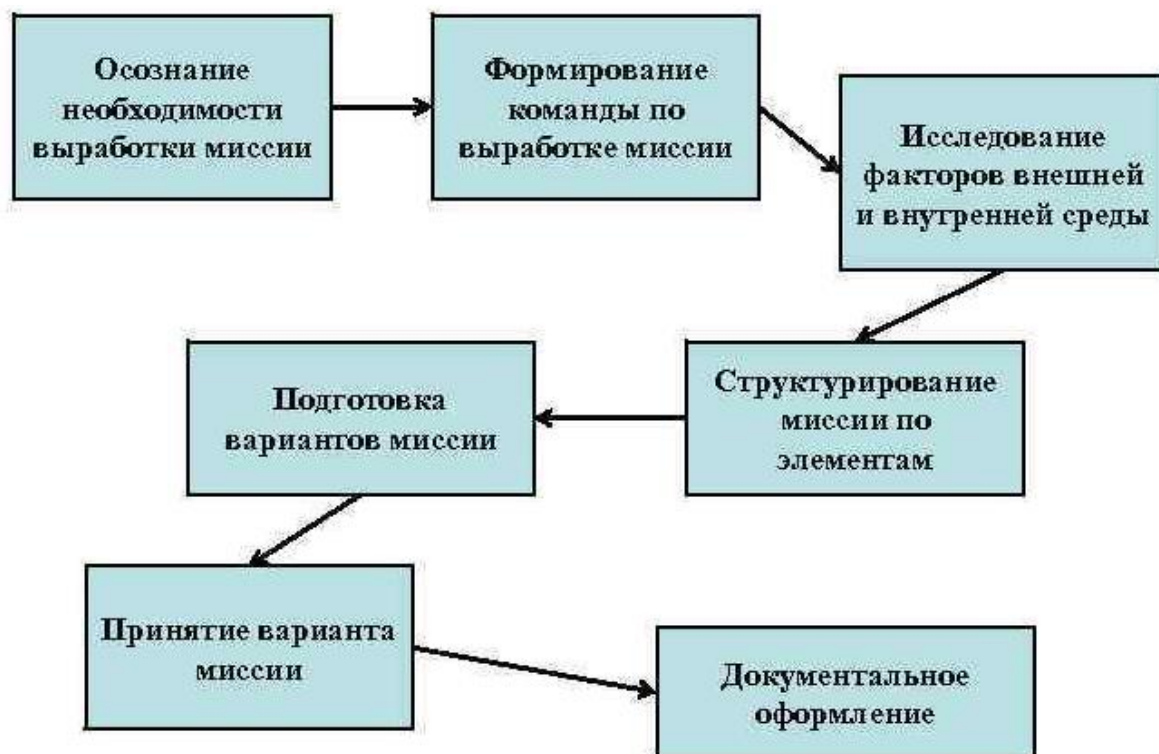 Осознание
необходимости
выработки миссии
Формирование
команды по
выработке миссии
Исследование
факторов внешней
и внутренней среды
Структурирование
миссии по
элементам
Подготовка
вариантов миссии
Принятие варианта
миссии
Документальное
оформление